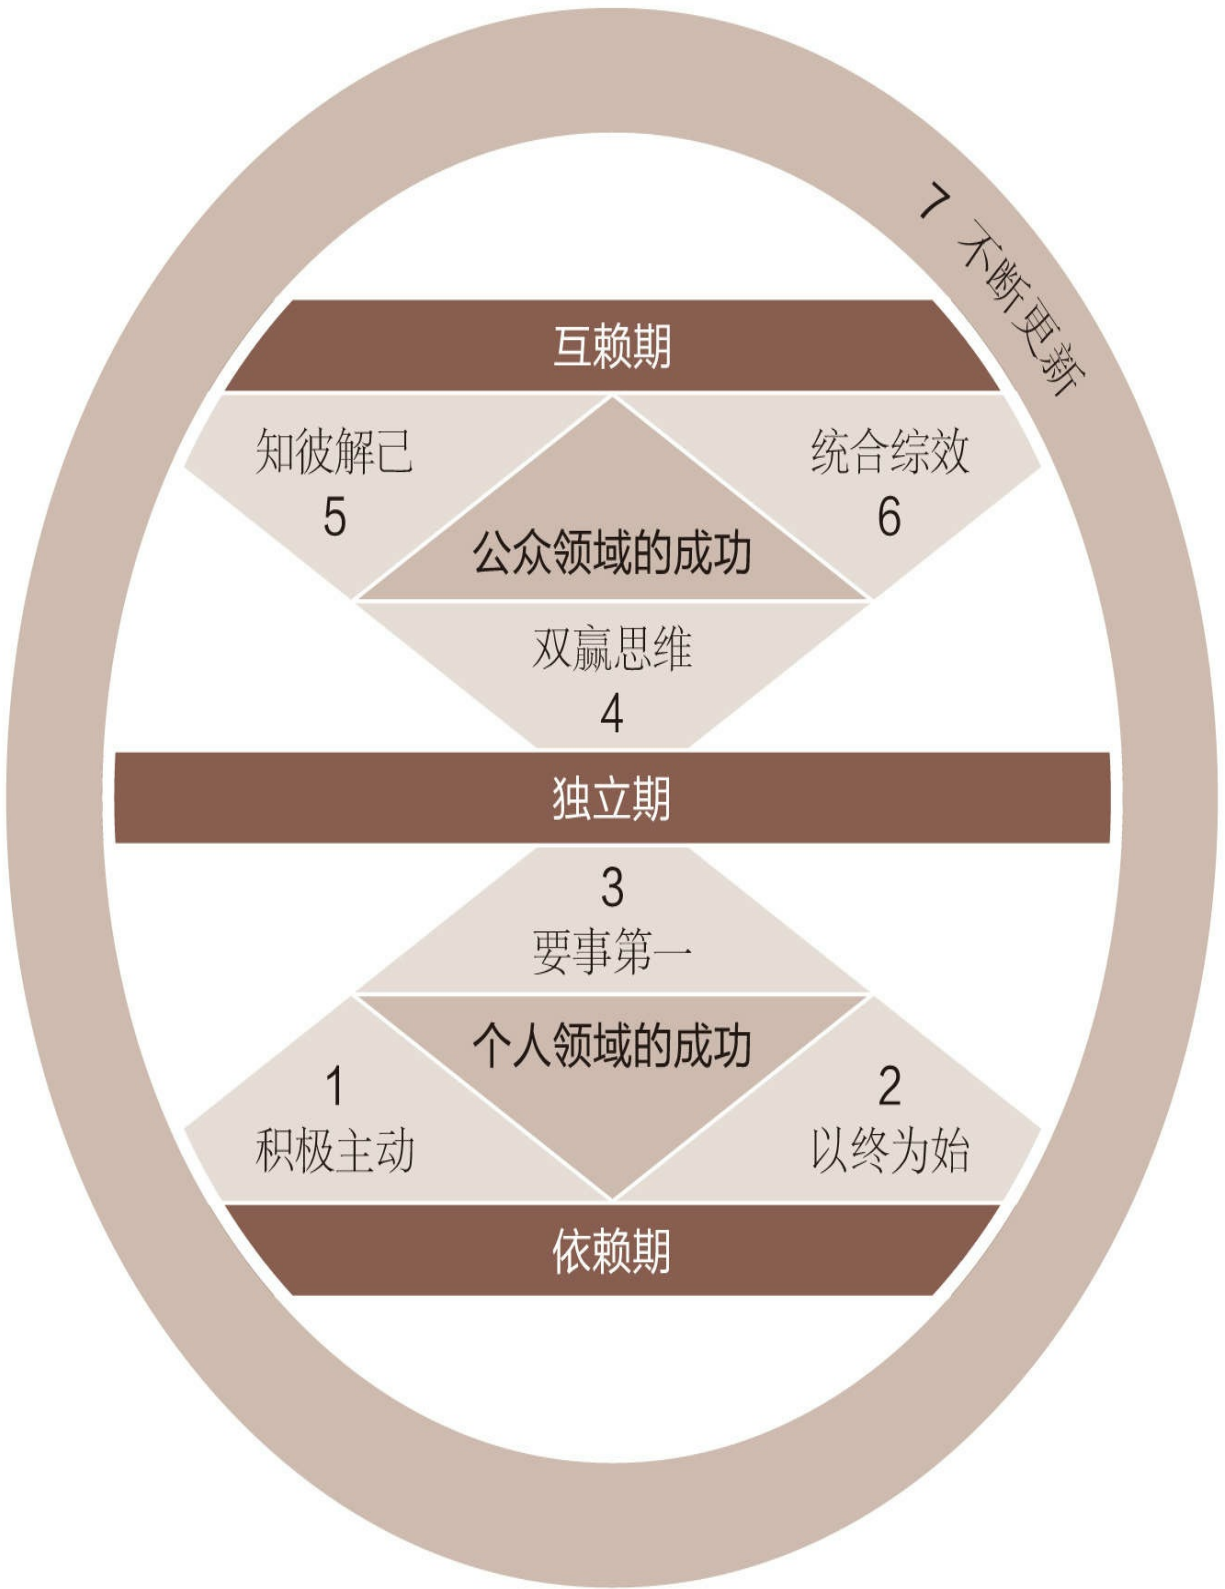 7 不断更新
互赖期
知彼解己
5
统合综效
6
公众领域的成功
双赢思维
4
独立期
3
要事第一
个人领域的成功
1
积极主动
2
以终为始
依赖期